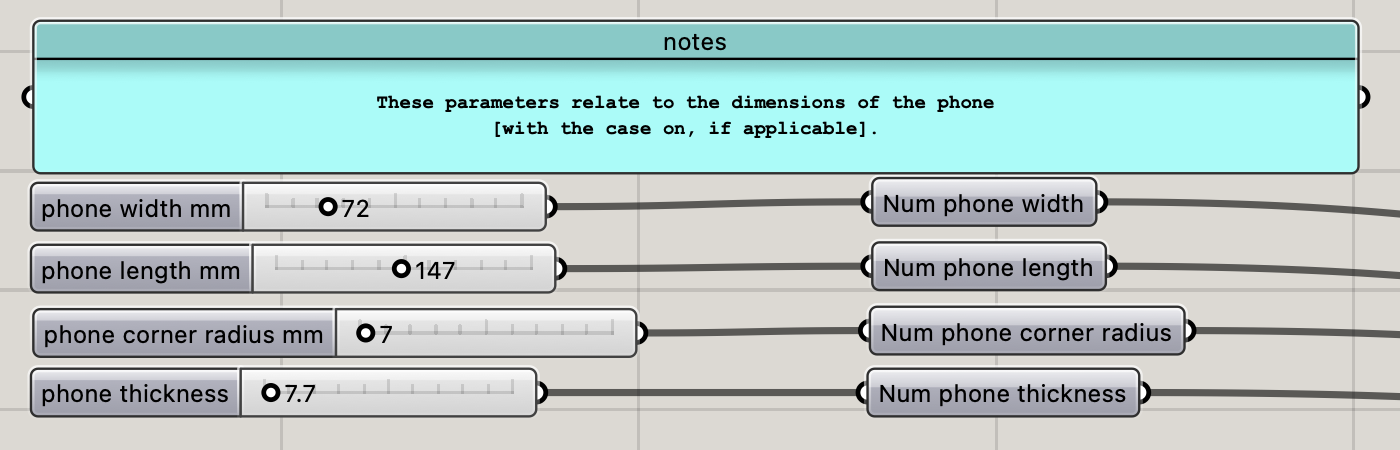 notes
These parameters relate to the dimensions of the phone
[with the case on, if applicable].
phone width mm 72 Num phone width
phone length mm 147 Num phone length
phone corner radius mm 7 Num phone corner radius
phone thickness 7.7 Num phone thickness